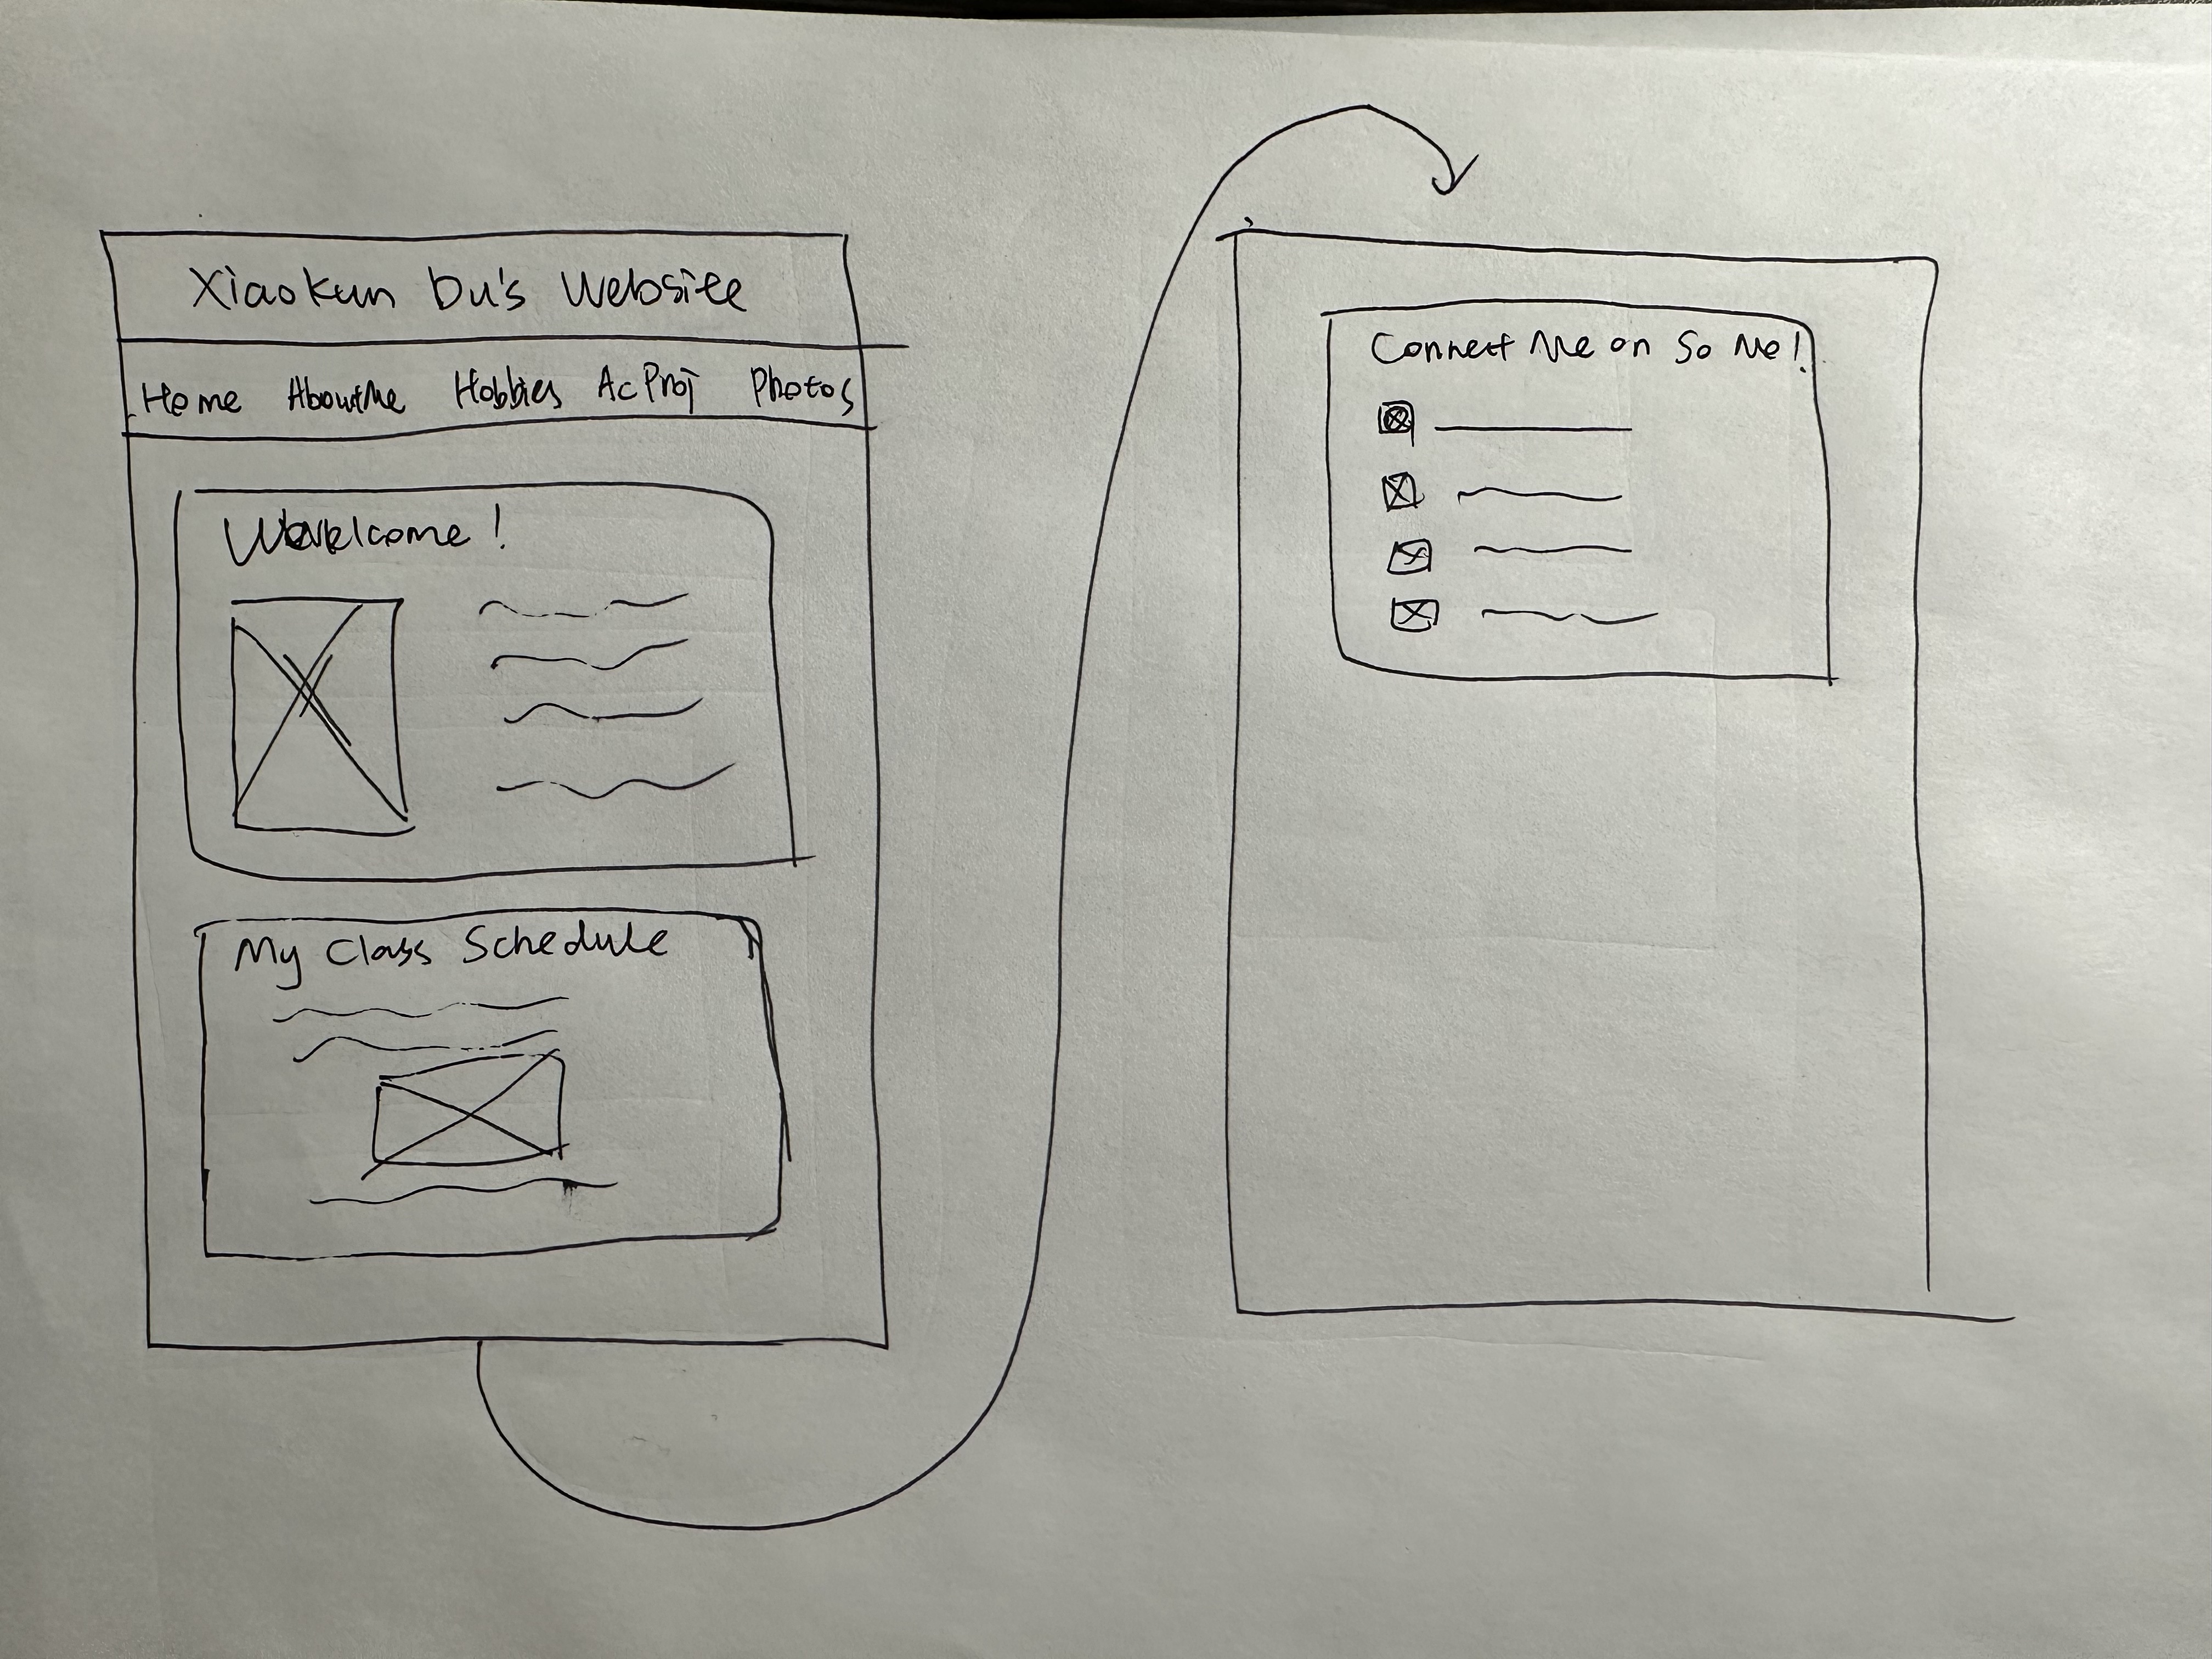 Xiaokun Du's Website
Home AboutMe Hobbies AcProj Photos
Welcome!
My Class Schedule
Connect Me on So Me!